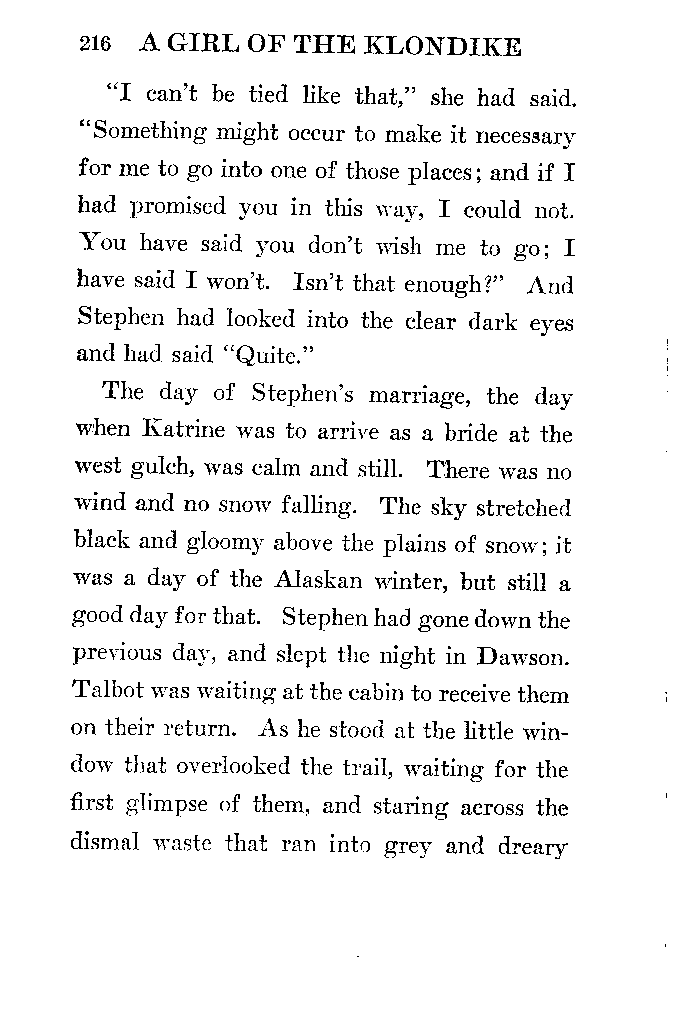 216 A GIRL OF THE KLONDIKE
“I can’t be tied like that,” she had said.
“Something might occur to make it necessary
for me to go into one of those places; and if I
had promised you in this way, I could not.
You have said you don’t wish me to go; I
have said I won’t. Isn’t that enough?” And
Stephen had looked into the clear dark eyes
and had said “Quite.”
The day of Stephen’s marriage, the day
when Katrine was to arrive as a bride at the
west gulch, was calm and still. There was no
wind and no snow falling. The sky stretched
black and gloomy above the plains of snow; it
was a day of the Alaskan winter, but still a
good day for that. Stephen had gone down the
previous day, and slept the night in Dawson.
Talbot was waiting at the cabin to receive them
on their return. As he stood at the little win-
dow that overlooked the trail, waiting for the
first glimpse of them, and staring across the
dismal waste that ran into grey and dreary